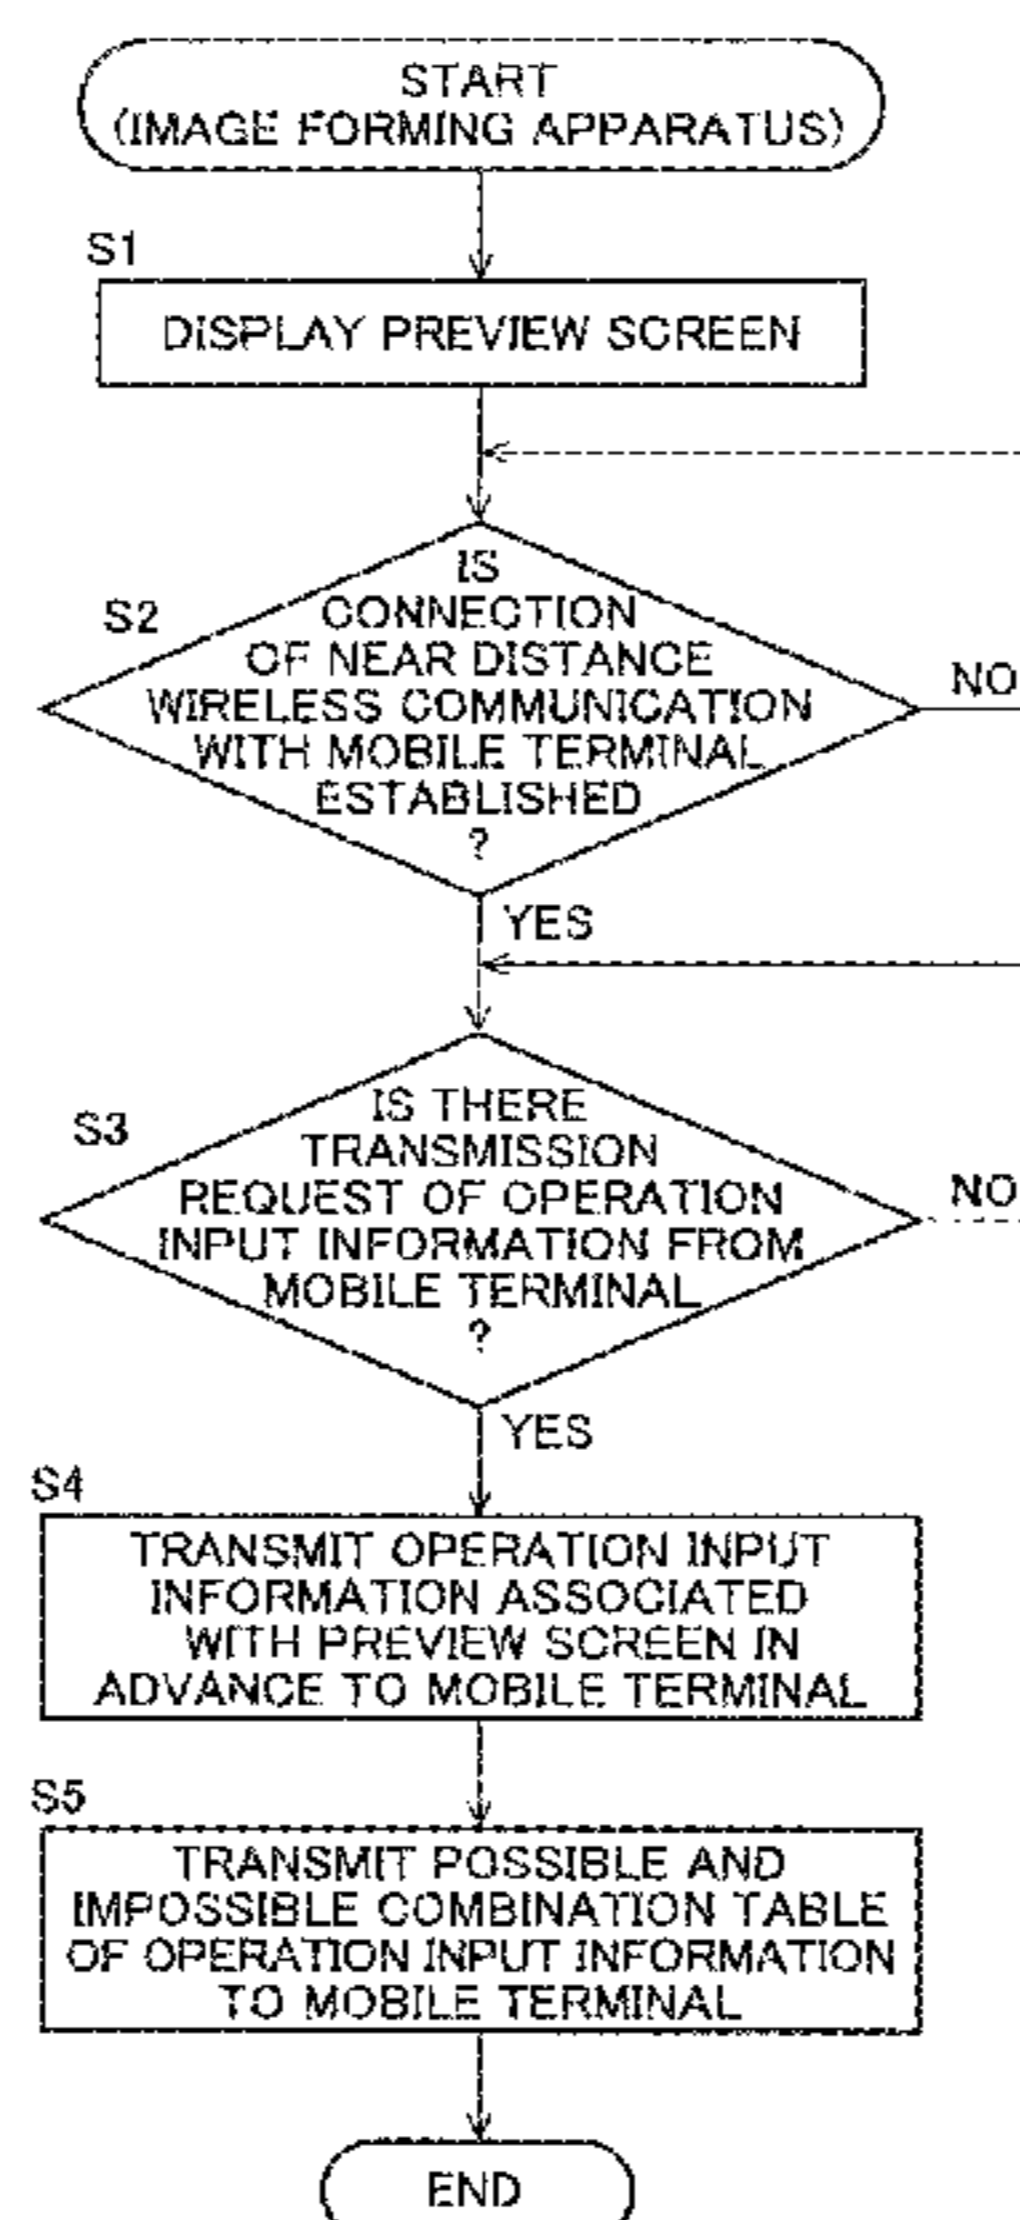 START
(IMAGE FORMING APPARATUS)
S1
DISPLAY PREVIEW SCREEN
S2
IS
CONNECTION
OF NEAR DISTANCE
WIRELESS COMMUNICATION
WITH MOBILE TERMINAL
ESTABLISHED
?
NO
YES
S3
IS THERE
TRANSMISSION
REQUEST OF OPERATION
INPUT INFORMATION FROM
MOBILE TERMINAL
?
NO
YES
S4
TRANSMIT OPERATION INPUT
INFORMATION ASSOCIATED
WITH PREVIEW SCREEN IN
ADVANCE TO MOBILE TERMINAL
S5
TRANSMIT POSSIBLE AND
IMPOSSIBLE COMBINATION TABLE
OF OPERATION INPUT INFORMATION
TO MOBILE TERMINAL
END